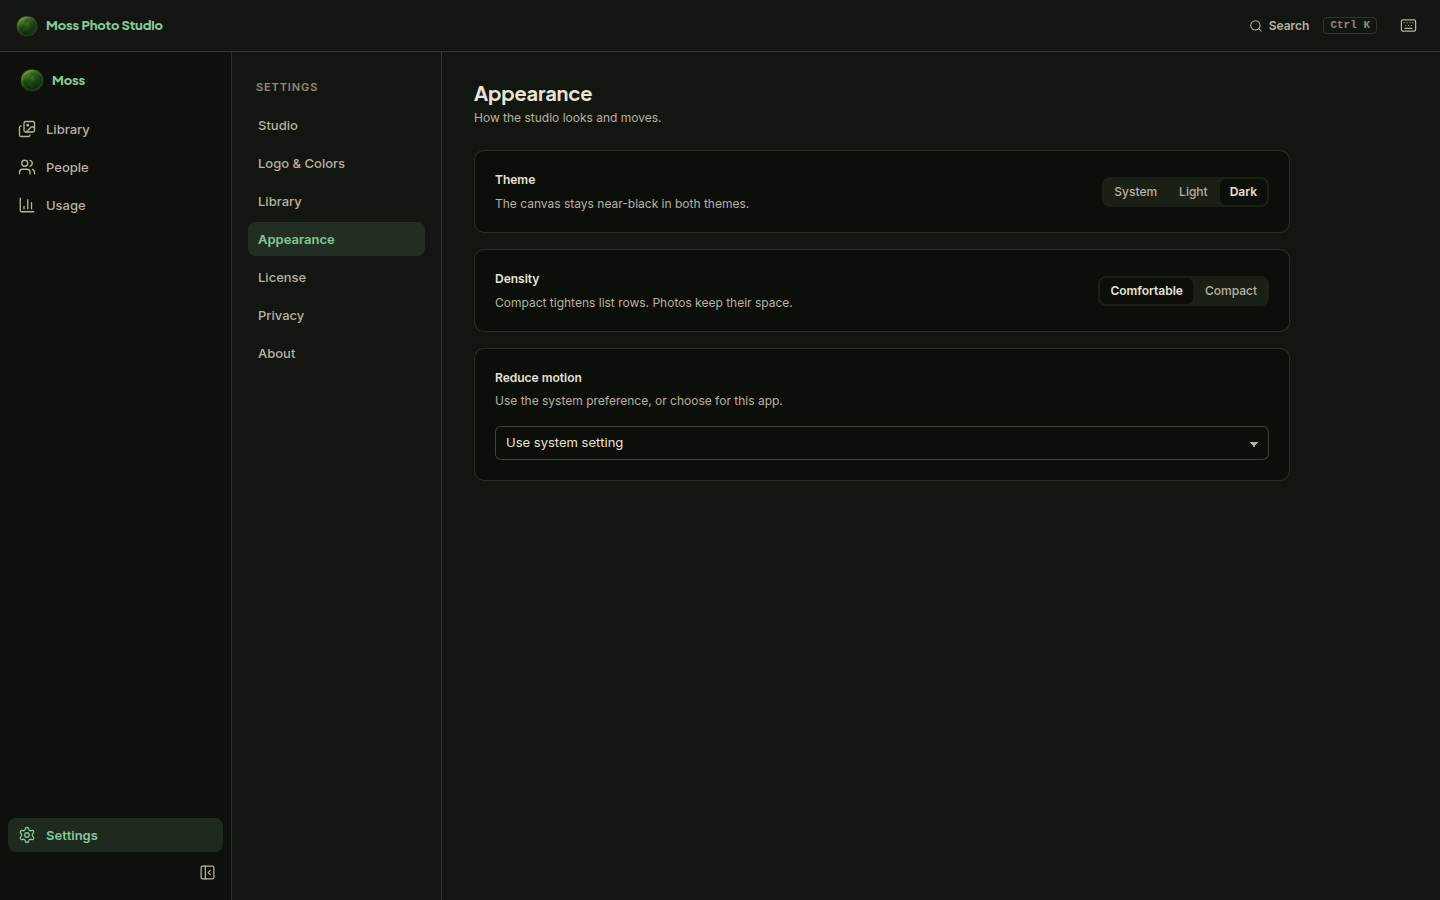 Moss Photo Studio
Search Ctrl K
Moss
Library
People
Usage
Settings
SETTINGS
Studio
Logo & Colors
Library
Appearance
License
Privacy
About
Appearance
How the studio looks and moves.
Theme
The canvas stays near-black in both themes.
System Light Dark
Density
Compact tightens list rows. Photos keep their space.
Comfortable Compact
Reduce motion
Use the system preference, or choose for this app.
Use system setting